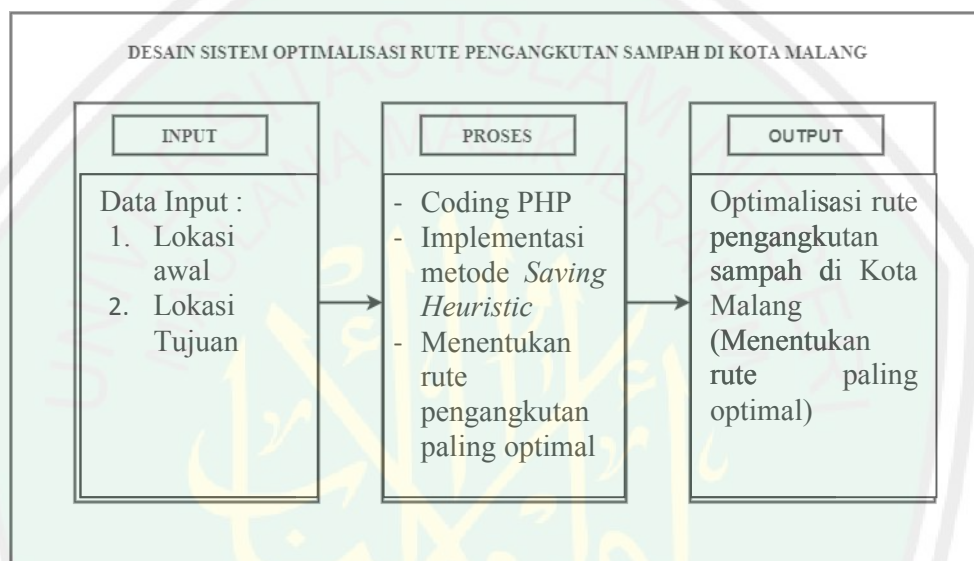 DESAIN SISTEM OPTIMALISASI RUTE PENGANGKUTAN SAMPAH DI KOTA MALANG
INPUT
Data Input :
1. Lokasi
awal
2. Lokasi
Tujuan
PROSES
- Coding PHP
- Implementasi
metode Saving
Heuristic
- Menentukan
rute
pengangkutan
paling optimal
OUTPUT
Optimalisasi rute
pengangkutan
sampah di Kota
Malang
(Menentukan
rute paling
optimal)